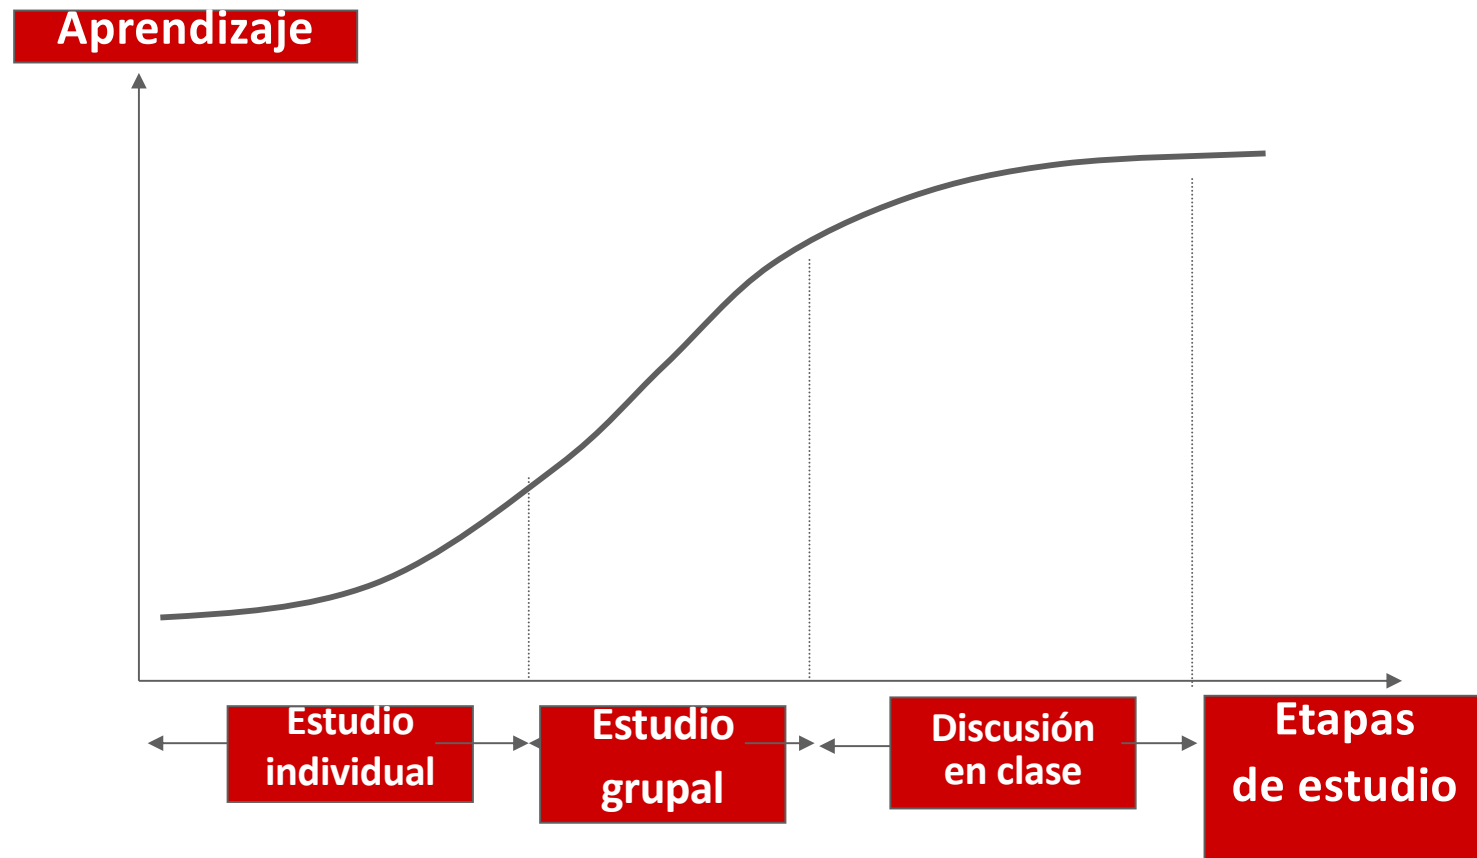 Aprendizaje
Estudio
individual
Estudio
grupal
Discusión
en clase
Etapas
de estudio